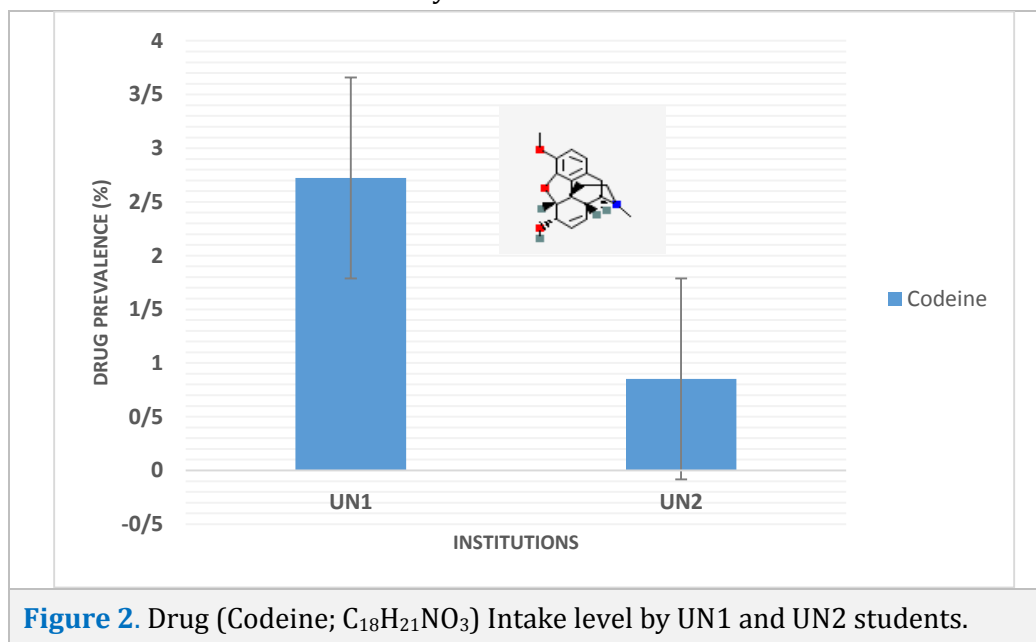 4
3/5
3
2/5
2
1/5
1
0/5
0
-0/5
DRUG PREVALENCE (%)
UN1 UN2
INSTITUTIONS
Codeine
Figure 2. Drug (Codeine; C₁₈H₂₁NO₃) Intake level by UN1 and UN2 students.